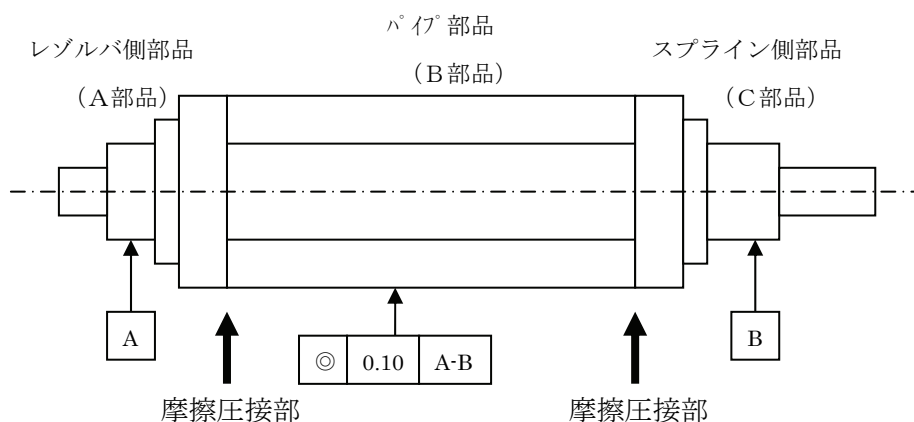 ﾊﾟｲﾌﾟ部品
（Ｂ部品）
レゾルバ側部品
（Ａ部品）
スプライン側部品
（Ｃ部品）
A
◎ 0.10 A-B
B
摩擦圧接部
摩擦圧接部